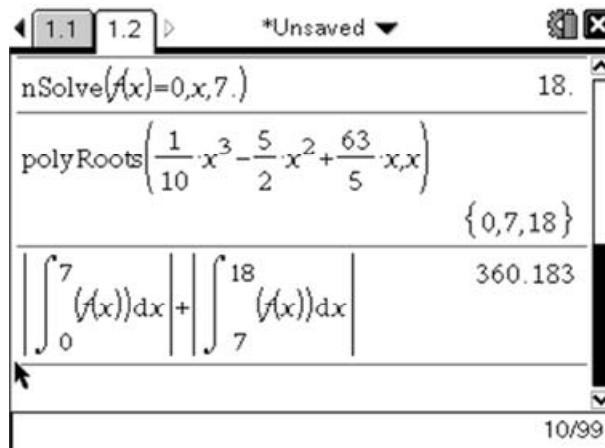 1.1 1.2 *Unsaved
nSolve(f(x)=0,x,7.) 18.
polyRoots(1/10·x^3-5/2·x^2+63/5·x,x)
{0,7,18}
|∫_0^7 (f(x))dx|+|∫_7^18 (f(x))dx| 360.183
10/99